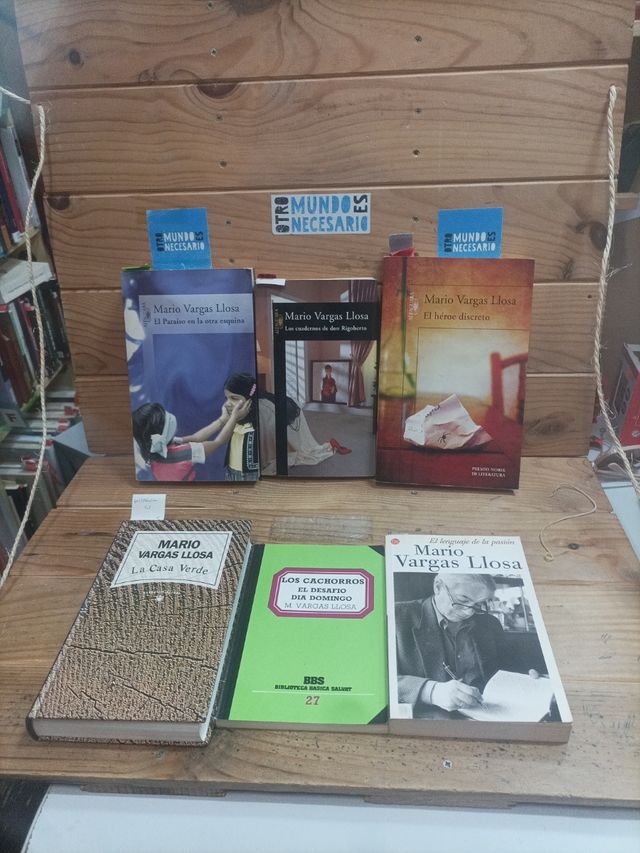 OTRO MUNDO ES NECESARIO
OTRO MUNDO ES NECESARIO
OTRO MUNDO ES NECESARIO
Mario Vargas Llosa
El Paraíso en la otra esquina
ALFAGUARA
Mario Vargas Llosa
Los cuadernos de don Rigoberto
ALFAGUARA
Mario Vargas Llosa
El héroe discreto
ALFAGUARA
PREMIO NOBEL
DE LITERATURA
MARIO
VARGAS LLOSA
La Casa Verde
LOS CACHORROS
EL DESAFIO
DIA DOMINGO
M. VARGAS LLOSA
BBS
BIBLIOTECA BASICA SALVAT
27
El lenguaje de la pasión
Mario
Vargas Llosa